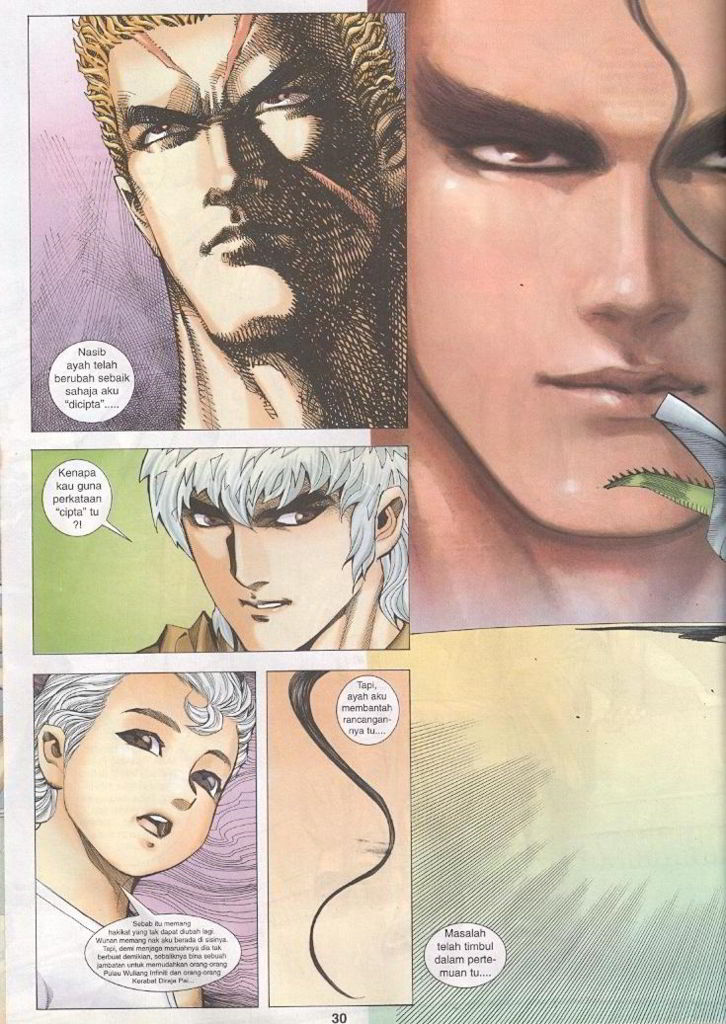 Nasib
ayah telah
berubah sebaik
sahaja aku
"dicipta".....
Kenapa
kau guna
perkataan
"cipta" tu
?!
Sebab itu memang
hakikat yang tak dapat diubah lagi.
Wunan memang nak aku berada di sisinya.
Tapi, demi menjaga maruahnya dia tak
berbuat demikian, sebaliknya bina sebuah
jambatan untuk memudahkan orang-orang
Pulau Wuliang Infiniti dan orang-orang
Kerabat Diraja Pai...
Tapi,
ayah aku
membantah
rancangan-
nya tu....
Masalah
telah timbul
dalam perte-
muan tu....
30